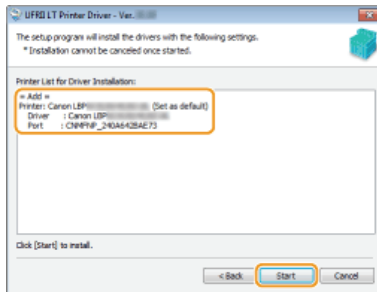 UFRII LT Printer Driver - Ver.
The setup program will install the drivers with the following settings.
* Installation cannot be canceled once started.
Printer List for Driver Installation:
= Add =
Printer: Canon LBP (Set as default)
Driver : Canon LBP
Port : CNMFNP_240A642BAE73
Click [Start] to install.
< Back
Start
Cancel